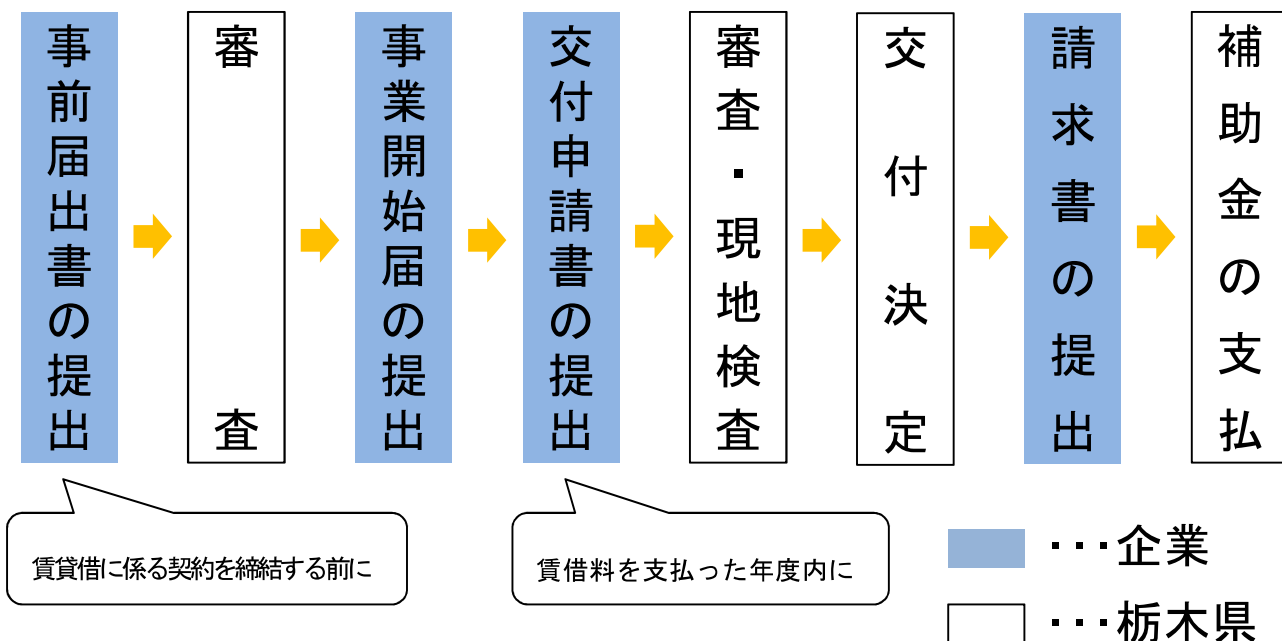 事前届出書の提出
審査
事業開始届の提出
交付申請書の提出
審査・現地検査
交付決定
請求書の提出
補助金の支払
賃貸借に係る契約を締結する前に
賃借料を支払った年度内に
・・・企業
・・・栃木県